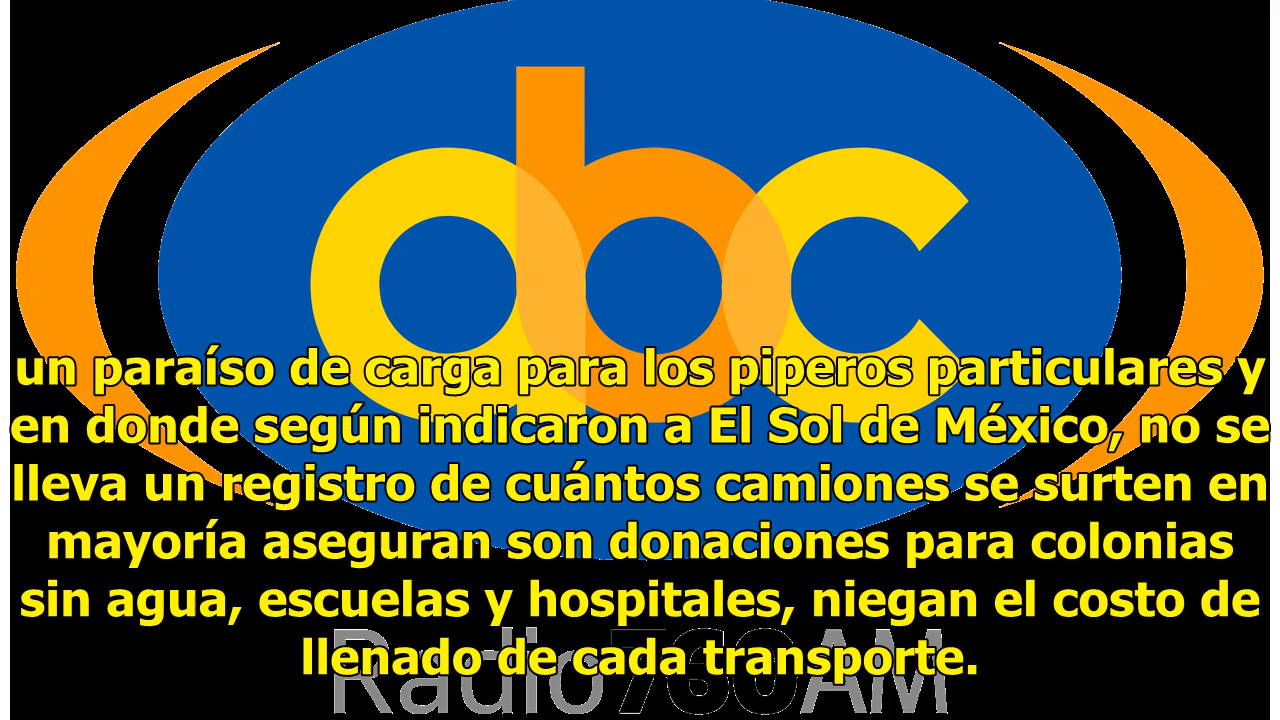 abc
un paraíso de carga para los piperos particulares y
en donde según indicaron a El Sol de México, no se
lleva un registro de cuántos camiones se surten en
mayoría aseguran son donaciones para colonias
sin agua, escuelas y hospitales, niegan el costo de
llenado de cada transporte.
Radio 760 AM